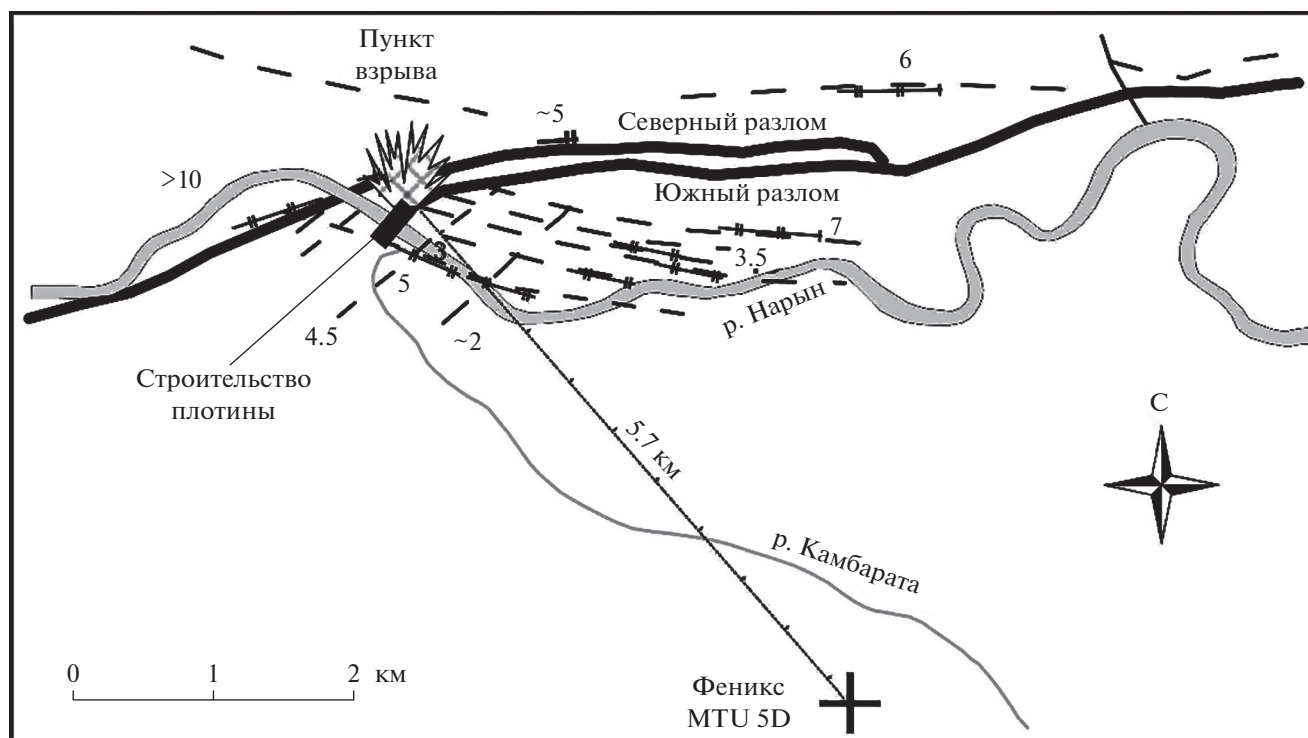 Пункт
взрыва
6
~5
Северный разлом
>10
Южный разлом
7
3
3.5
5
р. Нарын
4.5
~2
Строительство
плотины
С
5.7 км
р. Камбарата
0 1 2 км
Феникс
MTU 5D